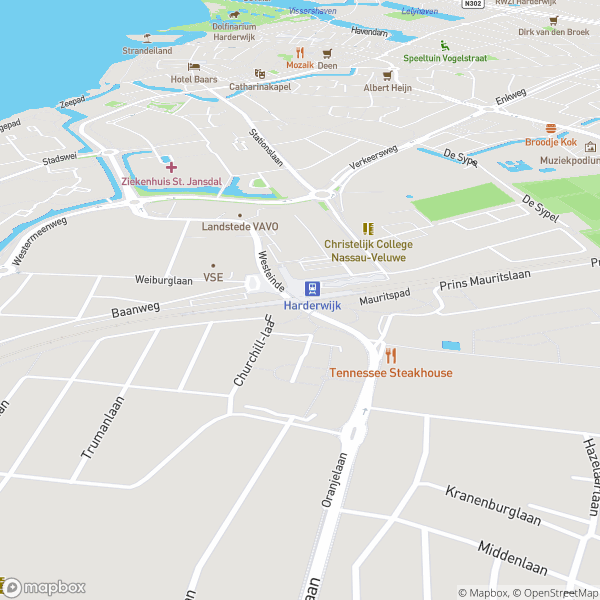 Vissershaven
Lelyhaven
N302
RWZI Harderwijk
Dolfinarium
Harderwijk
Havendam
Dirk van den Broek
Strandeiland
Mozaïk
Deen
Speeltuin Vogelstraat
Hotel Baars
Catharinakapel
Albert Heijn
Zeepad
Enkweg
Stationslaan
Broodje Kok
Stadswei
Verkeersweg
De Sype
Muziekpodium
Ziekenhuis St. Jansdal
De Sypel
Westermeenweg
Landstede VAVO
Christelijk College
Nassau-Veluwe
Westeinde
VSE
Weiburglaan
Prins Mauritslaan
Harderwijk
Mauritspad
Baanweg
Churchill-laan
Tennessee Steakhouse
Trumanlaan
Hazelaarlaan
Oranjelaan
Kranenburglaan
Middenlaan
mapbox
© Mapbox, © OpenStreetMap